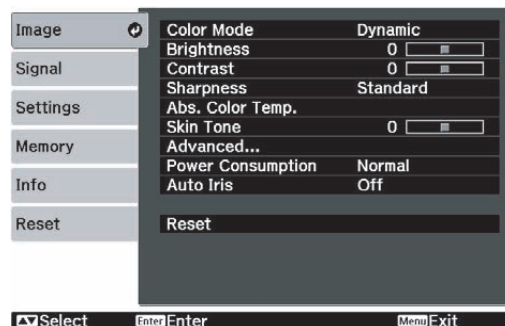 Image
Signal
Settings
Memory
Info
Reset
Color Mode Dynamic
Brightness 0
Contrast 0
Sharpness Standard
Abs. Color Temp.
Skin Tone 0
Advanced...
Power Consumption Normal
Auto Iris Off
Reset
Select Enter Enter Menu Exit